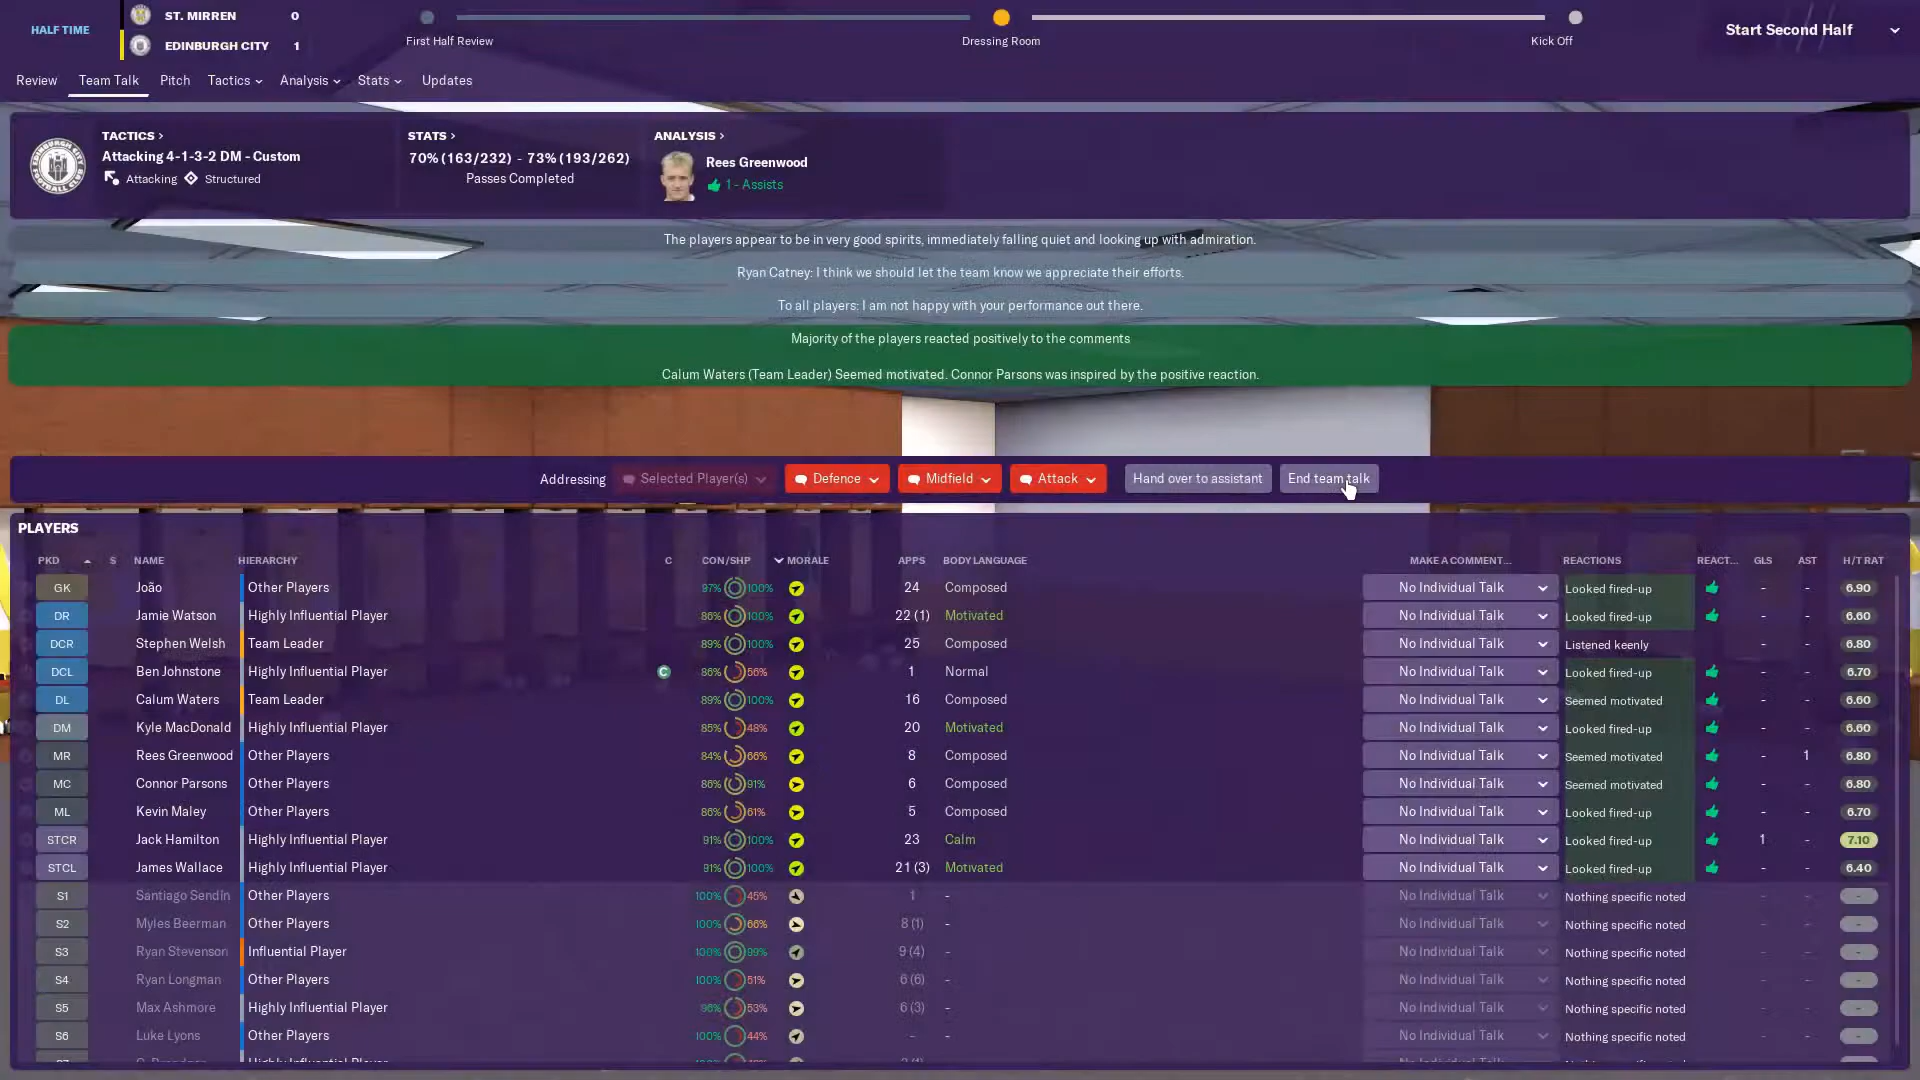 HALF TIME
ST. MIRREN 0
EDINBURGH CITY 1
First Half Review
Dressing Room
Kick Off
Start Second Half
Review Team Talk Pitch Tactics Analysis Stats Updates
TACTICS >
Attacking 4-1-3-2 DM - Custom
Attacking Structured
STATS >
70% (163/232) - 73% (193/262)
Passes Completed
ANALYSIS >
Rees Greenwood
1 - Assists
The players appear to be in very good spirits, immediately falling quiet and looking up with admiration.
Ryan Catney: I think we should let the team know we appreciate their efforts.
To all players: I am not happy with your performance out there.
Majority of the players reacted positively to the comments
Calum Waters (Team Leader) Seemed motivated. Connor Parsons was inspired by the positive reaction.
Addressing Selected Player(s) Defence Midfield Attack Hand over to assistant End team talk
PLAYERS
PKD S NAME HIERARCHY C CON/SHP MORALE APPS BODY LANGUAGE MAKE A COMMENT... REACTIONS REACT... GLS AST H/T RAT
GK João Other Players 97% 100% 24 Composed No Individual Talk Looked fired-up - - 6.90
DR Jamie Watson Highly Influential Player 86% 100% 22 (1) Motivated No Individual Talk Looked fired-up - - 6.60
DCR Stephen Welsh Team Leader 89% 100% 25 Composed No Individual Talk Listened keenly - - 6.80
DCL Ben Johnstone Highly Influential Player C 86% 56% 1 Normal No Individual Talk Looked fired-up - - 6.70
DL Calum Waters Team Leader 89% 100% 16 Composed No Individual Talk Seemed motivated - - 6.60
DM Kyle MacDonald Highly Influential Player 85% 48% 20 Motivated No Individual Talk Looked fired-up - - 6.60
MR Rees Greenwood Other Players 84% 66% 8 Composed No Individual Talk Seemed motivated - 1 6.80
MC Connor Parsons Other Players 86% 91% 6 Composed No Individual Talk Seemed motivated - - 6.80
ML Kevin Maley Other Players 86% 61% 5 Composed No Individual Talk Looked fired-up - - 6.70
STCR Jack Hamilton Highly Influential Player 91% 100% 23 Calm No Individual Talk Looked fired-up 1 - 7.10
STCL James Wallace Highly Influential Player 91% 100% 21 (3) Motivated No Individual Talk Looked fired-up - - 6.40
S1 Santiago Sendín Other Players 100% 45% 1 - No Individual Talk Nothing specific noted - - -
S2 Myles Beerman Other Players 100% 66% 8 (1) - No Individual Talk Nothing specific noted - - -
S3 Ryan Stevenson Influential Player 100% 99% 9 (4) - No Individual Talk Nothing specific noted - - -
S4 Ryan Longman Other Players 100% 51% 6 (6) - No Individual Talk Nothing specific noted - - -
S5 Max Ashmore Highly Influential Player 96% 53% 6 (3) - No Individual Talk Nothing specific noted - - -
S6 Luke Lyons Other Players 100% 44% - - No Individual Talk Nothing specific noted - - -